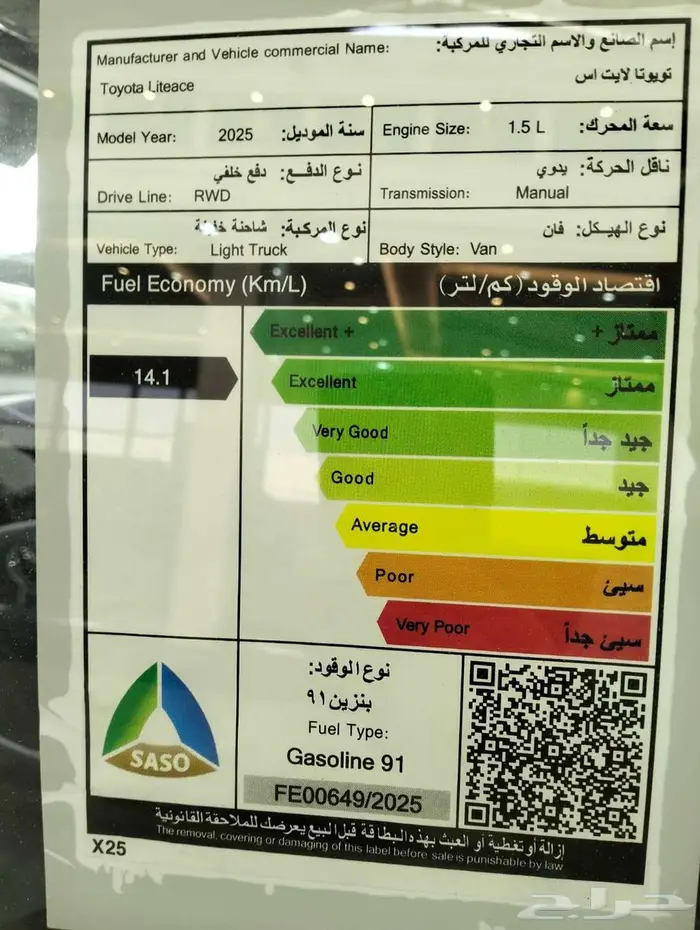 Manufacturer and Vehicle commercial Name: إسم الصانع والاسم التجاري للمركبة:
Toyota Liteace تويوتا لايت اس
Model Year: 2025 سنة الموديل:
Engine Size: 1.5 L سعة المحرك:
نوع الدفع: دفع خلفي
Drive Line: RWD
ناقل الحركة: يدوي
Transmission: Manual
نوع المركبة: شاحنة خفيفة
Vehicle Type: Light Truck
نوع الهيكل: فان
Body Style: Van
Fuel Economy (Km/L) اقتصاد الوقود (كم/لتر)
14.1
Excellent + ممتاز +
Excellent ممتاز
Very Good جيد جداً
Good جيد
Average متوسط
Poor سيئ
Very Poor سيئ جداً
SASO
نوع الوقود:
بنزين ٩١
Fuel Type:
Gasoline 91
FE00649/2025
إزالة أو تغطية أو العبث بهذه البطاقة قبل البيع يعرضك للملاحقة القانونية
The removal, covering or damaging of this label before sale is punishable by law
X25
حراج